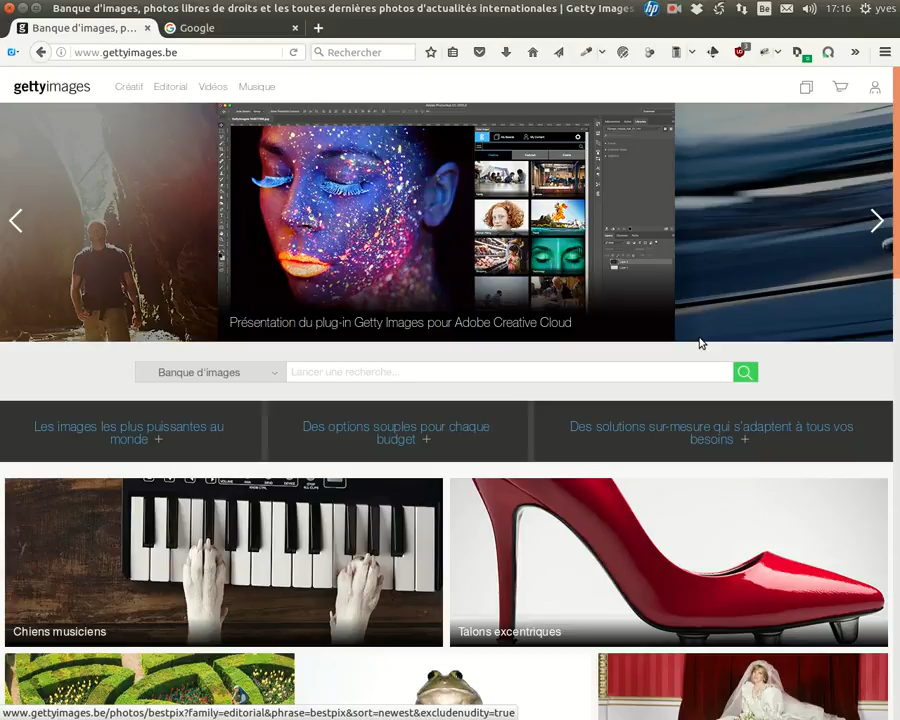 Banque d'images, photos libres de droits et les toutes dernières photos d'actualités internationales | Getty Images
Be
17:16
yves
Banque d'images, p...
Google
www.gettyimages.be
Rechercher
gettyimages
Créatif
Editorial
Vidéos
Musique
Présentation du plug-in Getty Images pour Adobe Creative Cloud
Banque d'images
Lancer une recherche...
Les images les plus puissantes au
monde +
Des options souples pour chaque
budget +
Des solutions sur-mesure qui s'adaptent à tous vos
besoins +
Chiens musiciens
Talons excentriques
www.gettyimages.be/photos/bestpix?family=editorial&phrase=bestpix&sort=newest&excludenudity=true